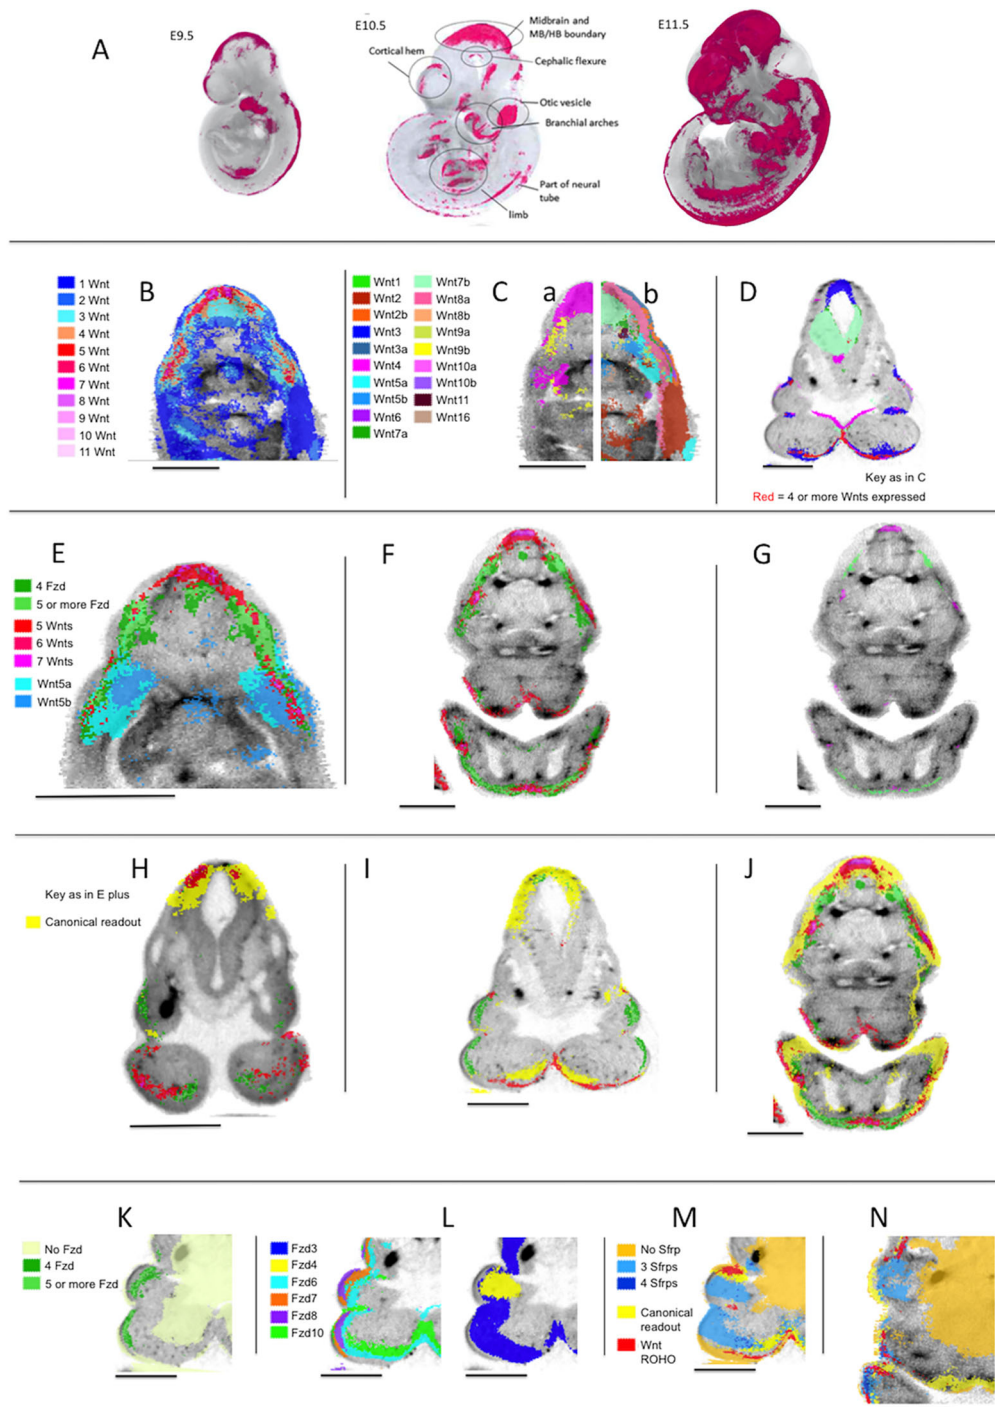 A
E9.5
E10.5
E11.5
Midbrain and
MB/HB boundary
Cortical hem
Cephalic flexure
Otic vesicle
Branchial arches
Part of neural
tube
limb
B
1 Wnt
2 Wnt
3 Wnt
4 Wnt
5 Wnt
6 Wnt
7 Wnt
8 Wnt
9 Wnt
10 Wnt
11 Wnt
C
a
b
Wnt1
Wnt2
Wnt2b
Wnt3
Wnt3a
Wnt4
Wnt5a
Wnt5b
Wnt6
Wnt7a
Wnt7b
Wnt8a
Wnt8b
Wnt9a
Wnt9b
Wnt10a
Wnt10b
Wnt11
Wnt16
D
Key as in C
Red = 4 or more Wnts expressed
E
4 Fzd
5 or more Fzd
5 Wnts
6 Wnts
7 Wnts
Wnt5a
Wnt5b
F
G
H
Key as in E plus
Canonical readout
I
J
K
No Fzd
4 Fzd
5 or more Fzd
L
Fzd3
Fzd4
Fzd6
Fzd7
Fzd8
Fzd10
M
No Sfrp
3 Sfrps
4 Sfrps
Canonical
readout
Wnt
ROHO
N